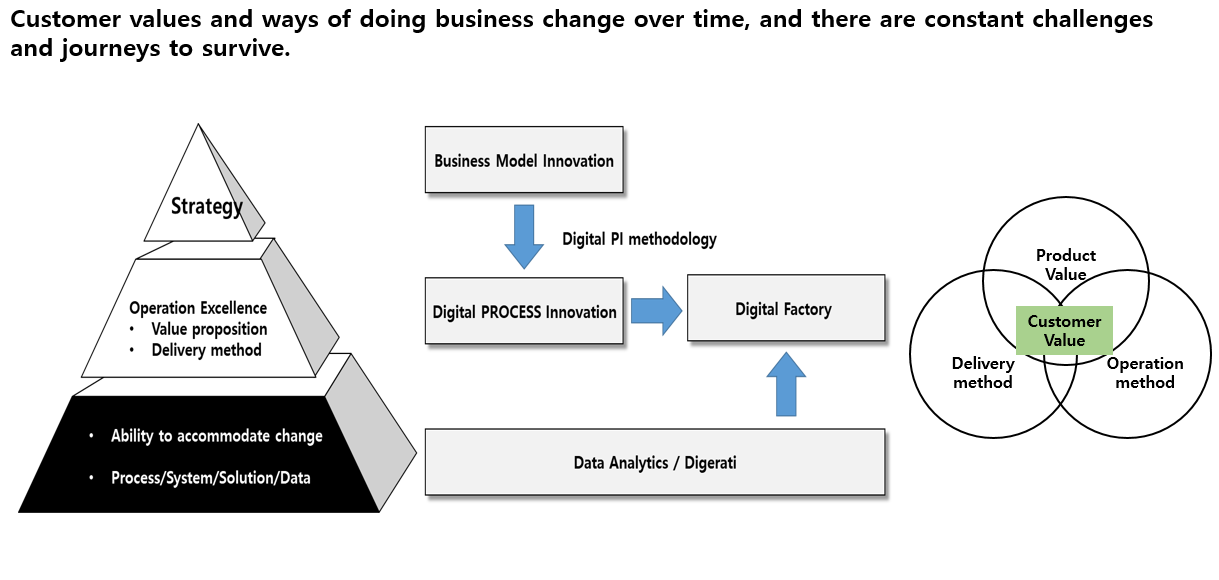 Customer values and ways of doing business change over time, and there are constant challenges
and journeys to survive.
Strategy
Operation Excellence
• Value proposition
• Delivery method
• Ability to accommodate change
• Process/System/Solution/Data
Business Model Innovation
Digital PI methodology
Digital PROCESS Innovation
Digital Factory
Data Analytics / Digerati
Product
Value
Customer
Value
Delivery
method
Operation
method